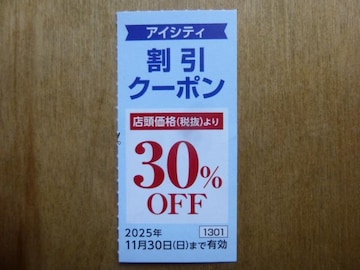 アイシティ
割引
クーポン
店頭価格(税抜)より
30%
OFF
2025年 1301
11月30日(日)まで有効